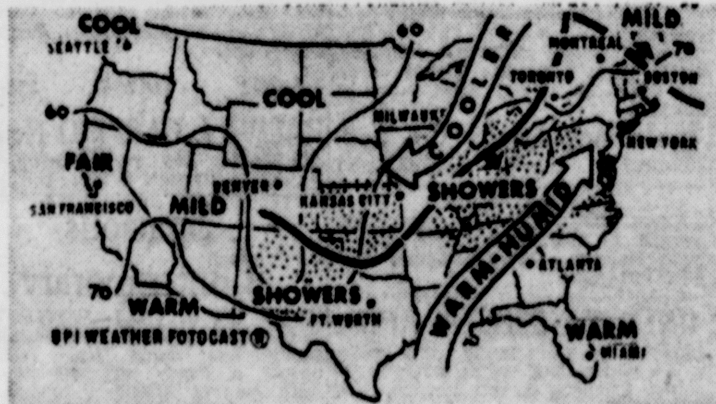 COOL
SEATTLE
60
COOL
COOLER
MILD
MONTREAL
70
TORONTO
BOSTON
60
MILWAUKEE
NEW YORK
FAIR
DENVER
KANSAS CITY
SHOWERS
SAN FRANCISCO
MILD
WARM-HUMID
ATLANTA
70
WARM
SHOWERS
FT. WORTH
WARM
MIAMI
UPI WEATHER FOTOCAST ®